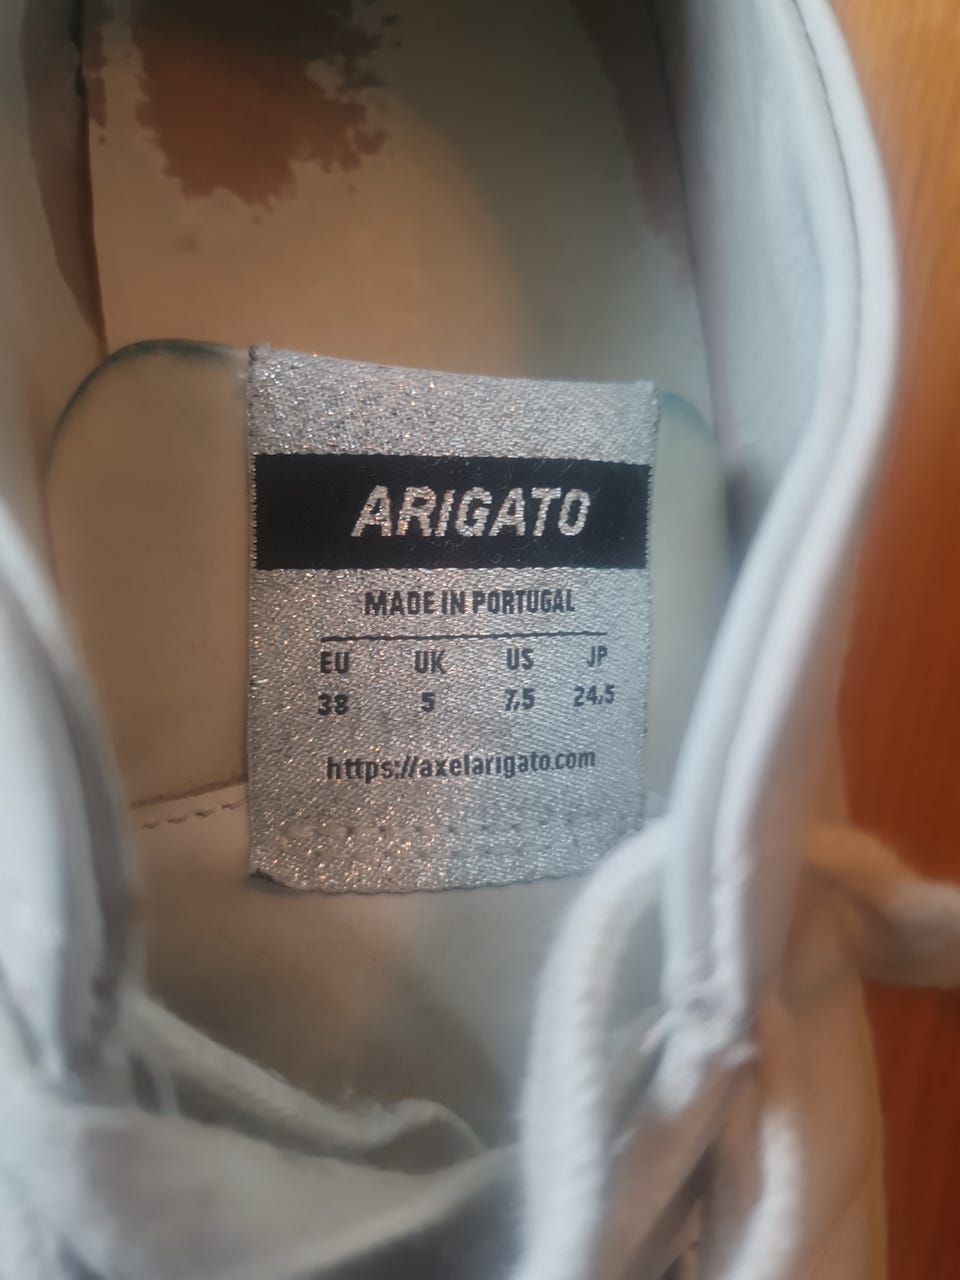 ARIGATO
MADE IN PORTUGAL
EU UK US JP
38 5 7,5 24,5
https://axelarigato.com